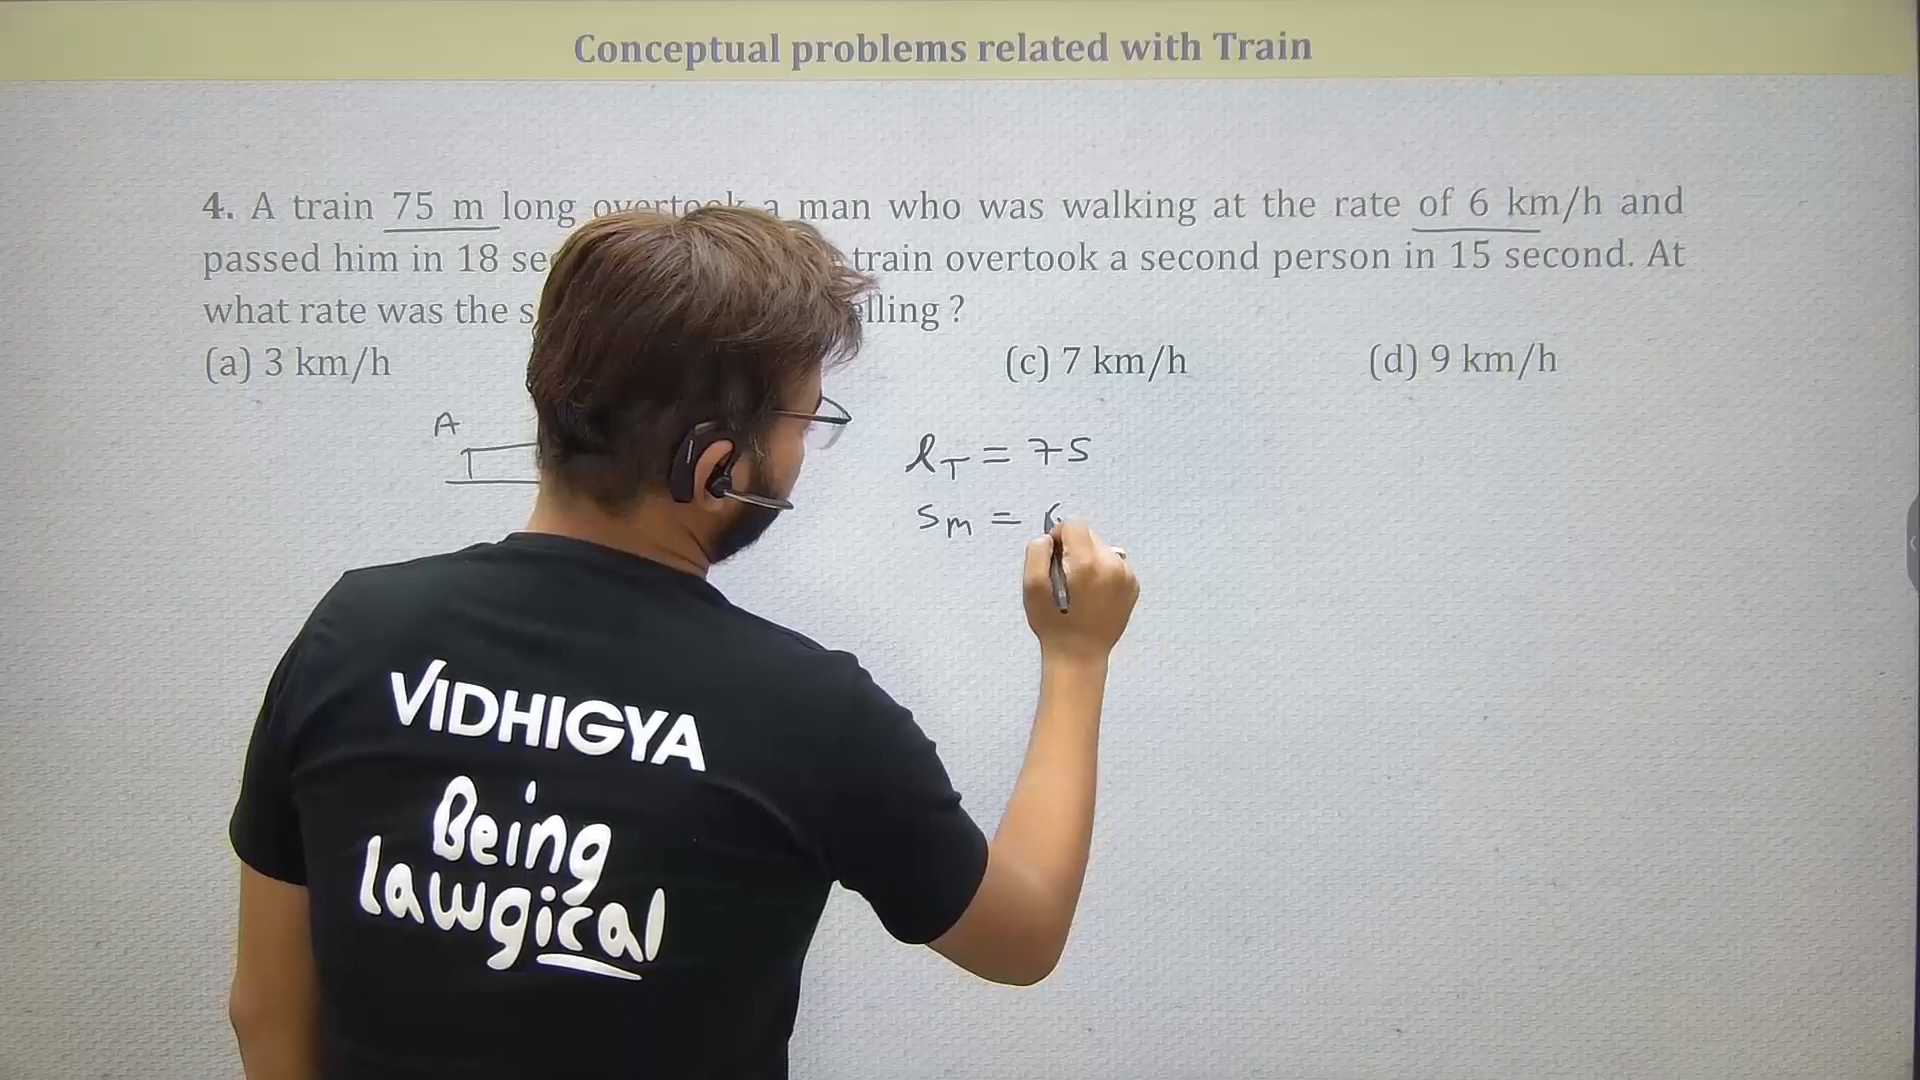 Conceptual problems related with Train
4. A train 75 m long overtook a man who was walking at the rate of 6 km/h and
passed him in 18 train overtook a second person in 15 second. At
what rate was the ?
(a) 3 km/h (c) 7 km/h (d) 9 km/h
A
lT = 75
sM = 6
VIDHIGYA
Being
Lawgical